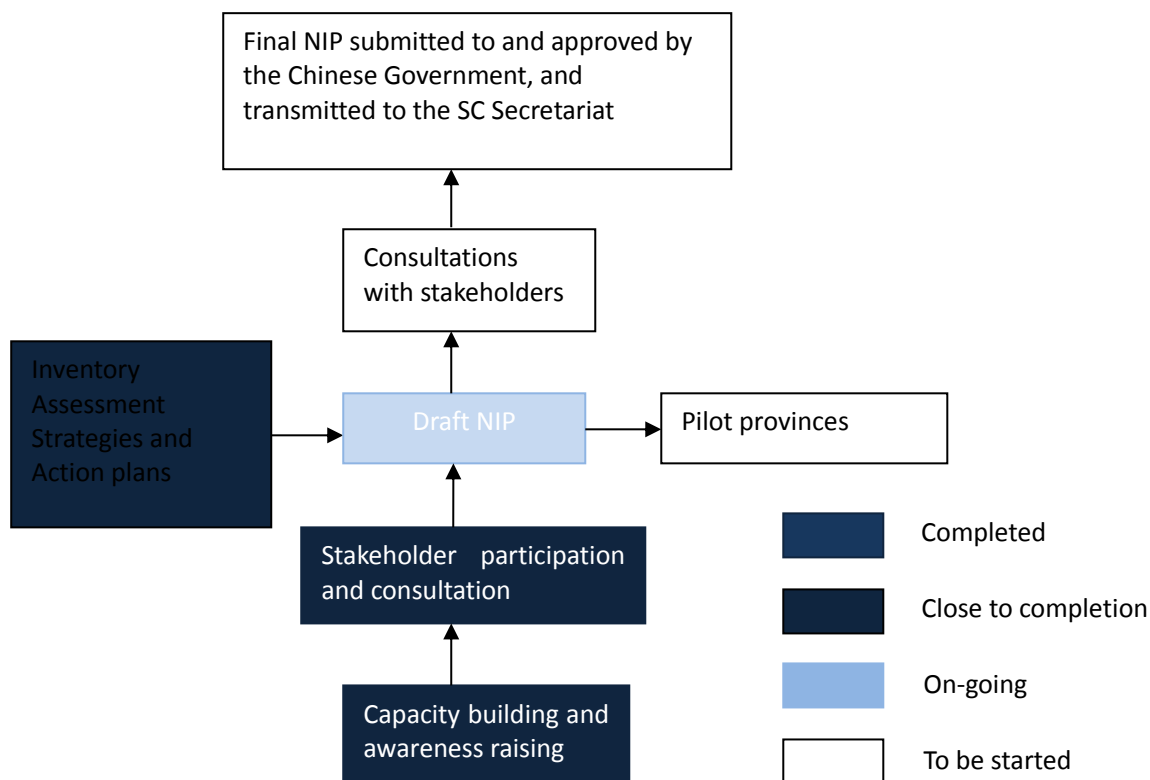 Final NIP submitted to and approved by
the Chinese Government, and
transmitted to the SC Secretariat
Consultations
with stakeholders
Inventory
Assessment
Strategies and
Action plans
Draft NIP
Pilot provinces
Stakeholder participation
and consultation
Capacity building and
awareness raising
Completed
Close to completion
On-going
To be started